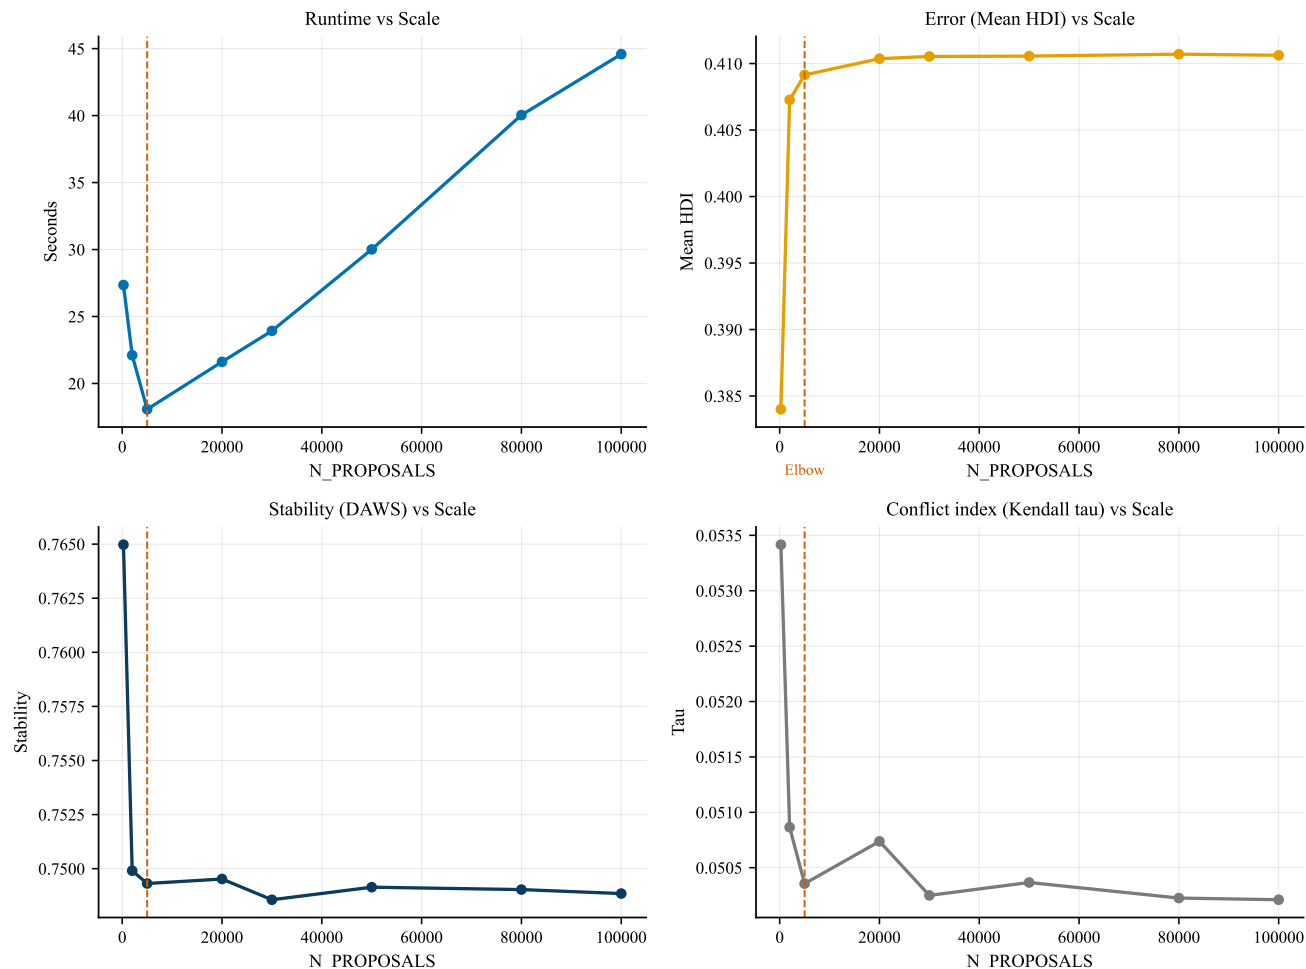 Runtime vs Scale
45
40
35
30
25
20
Seconds
0 20000 40000 60000 80000 100000
N_PROPOSALS
Error (Mean HDI) vs Scale
0.410
0.405
0.400
0.395
0.390
0.385
Mean HDI
0 20000 40000 60000 80000 100000
Elbow
N_PROPOSALS
Stability (DAWS) vs Scale
0.7650
0.7625
0.7600
0.7575
0.7550
0.7525
0.7500
Stability
0 20000 40000 60000 80000 100000
N_PROPOSALS
Conflict index (Kendall tau) vs Scale
0.0535
0.0530
0.0525
0.0520
0.0515
0.0510
0.0505
Tau
0 20000 40000 60000 80000 100000
N_PROPOSALS